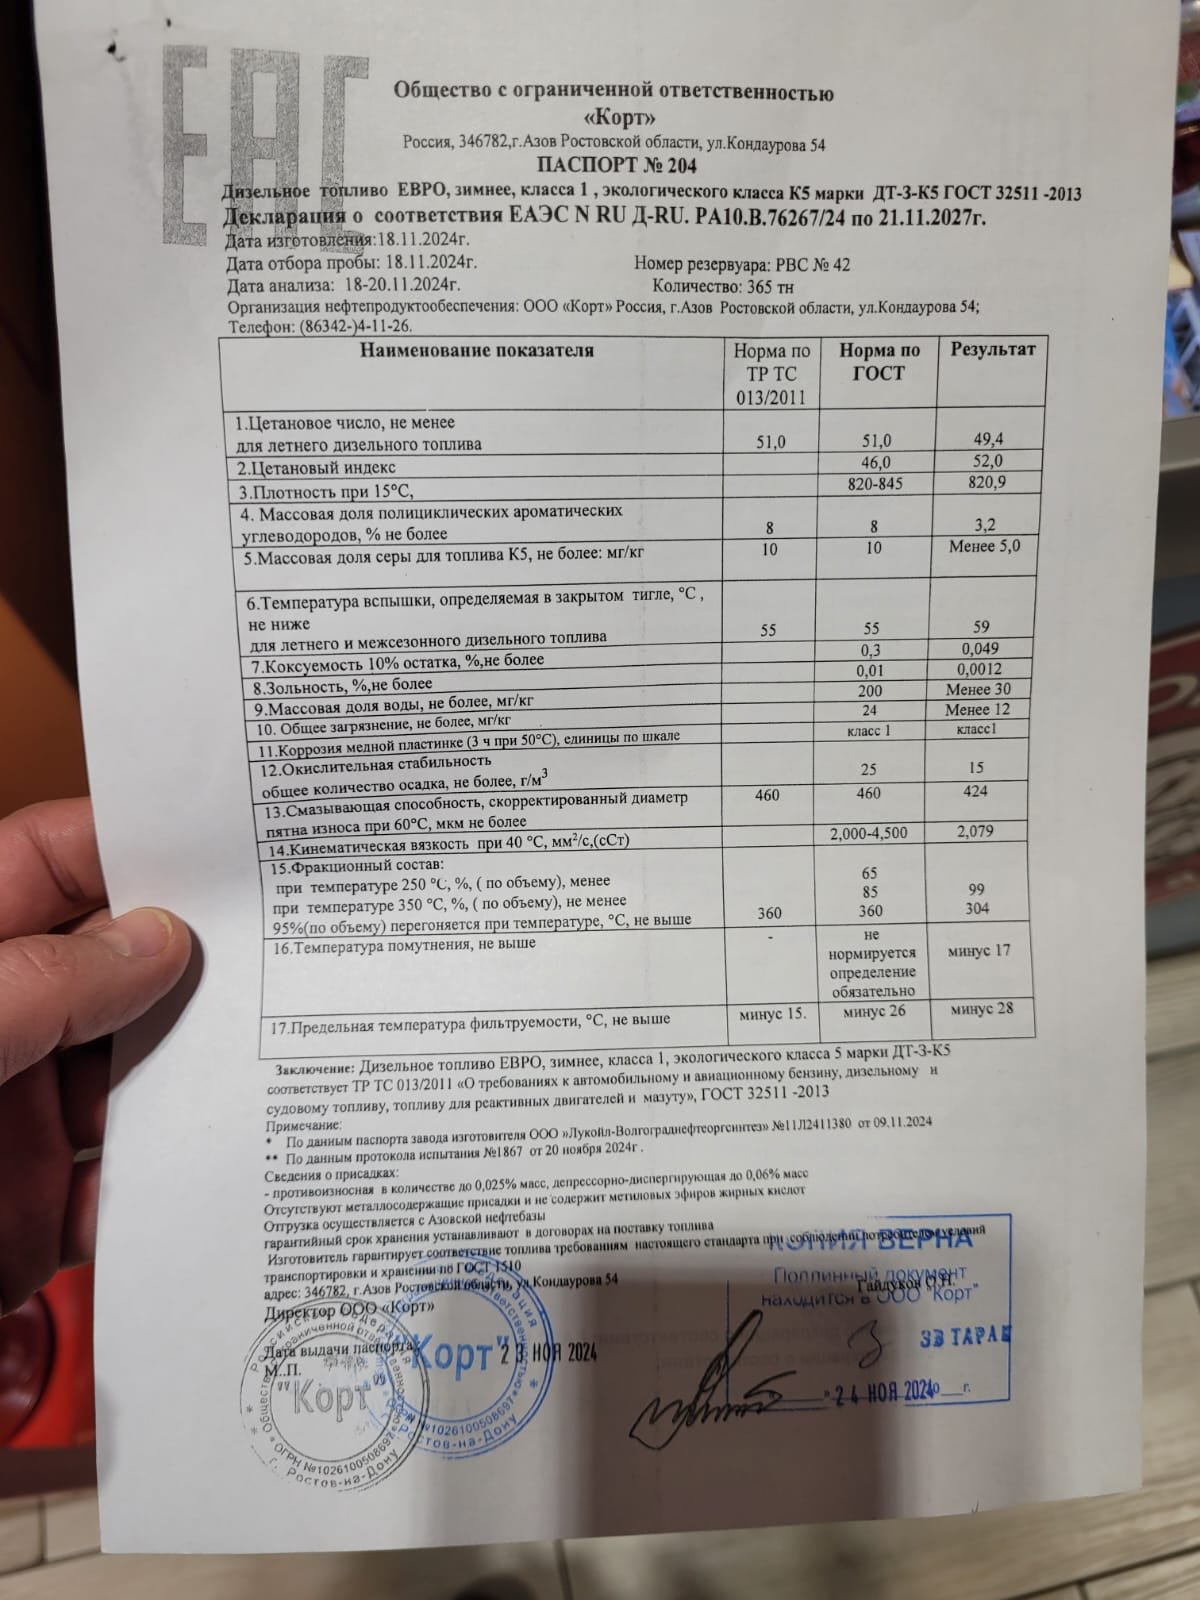 ЕАС
Общество с ограниченной ответственностью
«Корт»
Россия, 346782,г.Азов Ростовской области, ул.Кондаурова 54
ПАСПОРТ № 204
Дизельное топливо ЕВРО, зимнее, класса 1 , экологического класса К5 марки ДТ-З-К5 ГОСТ 32511 -2013
Декларация о соответствия ЕАЭС N RU Д-RU. РА10.В.76267/24 по 21.11.2027г.
Дата изготовления:18.11.2024г.
Дата отбора пробы: 18.11.2024г. Номер резервуара: РВС № 42
Дата анализа: 18-20.11.2024г. Количество: 365 тн
Организация нефтепродуктообеспечения: ООО «Корт» Россия, г.Азов Ростовской области, ул.Кондаурова 54;
Телефон: (86342-)4-11-26.
Наименование показателя Норма по ТР ТС 013/2011 Норма по ГОСТ Результат
1.Цетановое число, не менее
для летнего дизельного топлива 51,0 51,0 49,4
2.Цетановый индекс 46,0 52,0
3.Плотность при 15°С, 820-845 820,9
4. Массовая доля полициклических ароматических
углеводородов, % не более 8 8 3,2
5.Массовая доля серы для топлива К5, не более: мг/кг 10 10 Менее 5,0
6.Температура вспышки, определяемая в закрытом тигле, °С ,
не ниже
для летнего и межсезонного дизельного топлива 55 55 59
7.Коксуемость 10% остатка, %,не более 0,3 0,049
8.Зольность, %,не более 0,01 0,0012
9.Массовая доля воды, не более, мг/кг 200 Менее 30
10. Общее загрязнение, не более, мг/кг 24 Менее 12
11.Коррозия медной пластинке (3 ч при 50°С), единицы по шкале класс 1 класс1
12.Окислительная стабильность
общее количество осадка, не более, г/м³ 25 15
13.Смазывающая способность, скорректированный диаметр
пятна износа при 60°С, мкм не более 460 460 424
14.Кинематическая вязкость при 40 °С, мм²/с,(сСт) 2,000-4,500 2,079
15.Фракционный состав:
при температуре 250 °С, %, ( по объему), менее 65
при температуре 350 °С, %, ( по объему), не менее 85 99
95%(по объему) перегоняется при температуре, °С, не выше 360 360 304
16.Температура помутнения, не выше - не нормируется определение обязательно минус 17
17.Предельная температура фильтруемости, °С, не выше минус 15. минус 26 минус 28
Заключение: Дизельное топливо ЕВРО, зимнее, класса 1, экологического класса 5 марки ДТ-З-К5
соответствует ТР ТС 013/2011 «О требованиях к автомобильному и авиационному бензину, дизельному и
судовому топливу, топливу для реактивных двигателей и мазуту», ГОСТ 32511 -2013
Примечание:
* По данным паспорта завода изготовителя ООО »Лукойл-Волгограднефтеоргсинтез» №11Л2411380 от 09.11.2024
** По данным протокола испытания №1867 от 20 ноября 2024г .
Сведения о присадках:
- противоизносная в количестве до 0,025% масс, депрессорно-диспергирующая до 0,06% масс
Отсутствуют металлосодержащие присадки и не содержит метиловых эфиров жирных кислот
Отгрузка осуществляется с Азовской нефтебазы
гарантийный срок хранения устанавливают в договорах на поставку топлива
Изготовитель гарантирует соответствие топлива требованиям настоящего стандарта при соблюдении потребителем условий
транспортировки и хранении по ГОСТ 1510
адрес: 346782, г.Азов Ростовской области, ул Кондаурова 54
Директор ООО «Корт» Гайдуков О.Н.
Дата выдачи паспорта: 23 НОЯ 2024
М..П.
КОПИЯ ВЕРНА
Подлинный документ
находится в ООО "Корт"
24 НОЯ 2024 г.
"Корт"
ОГРН №1026100508697
г. Ростов-на-Дону
"Корт"
№1026100508697
Ростов-на-Дону